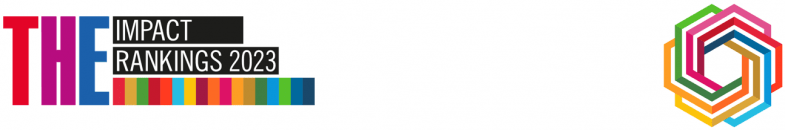 THE
IMPACT
RANKINGS 2023